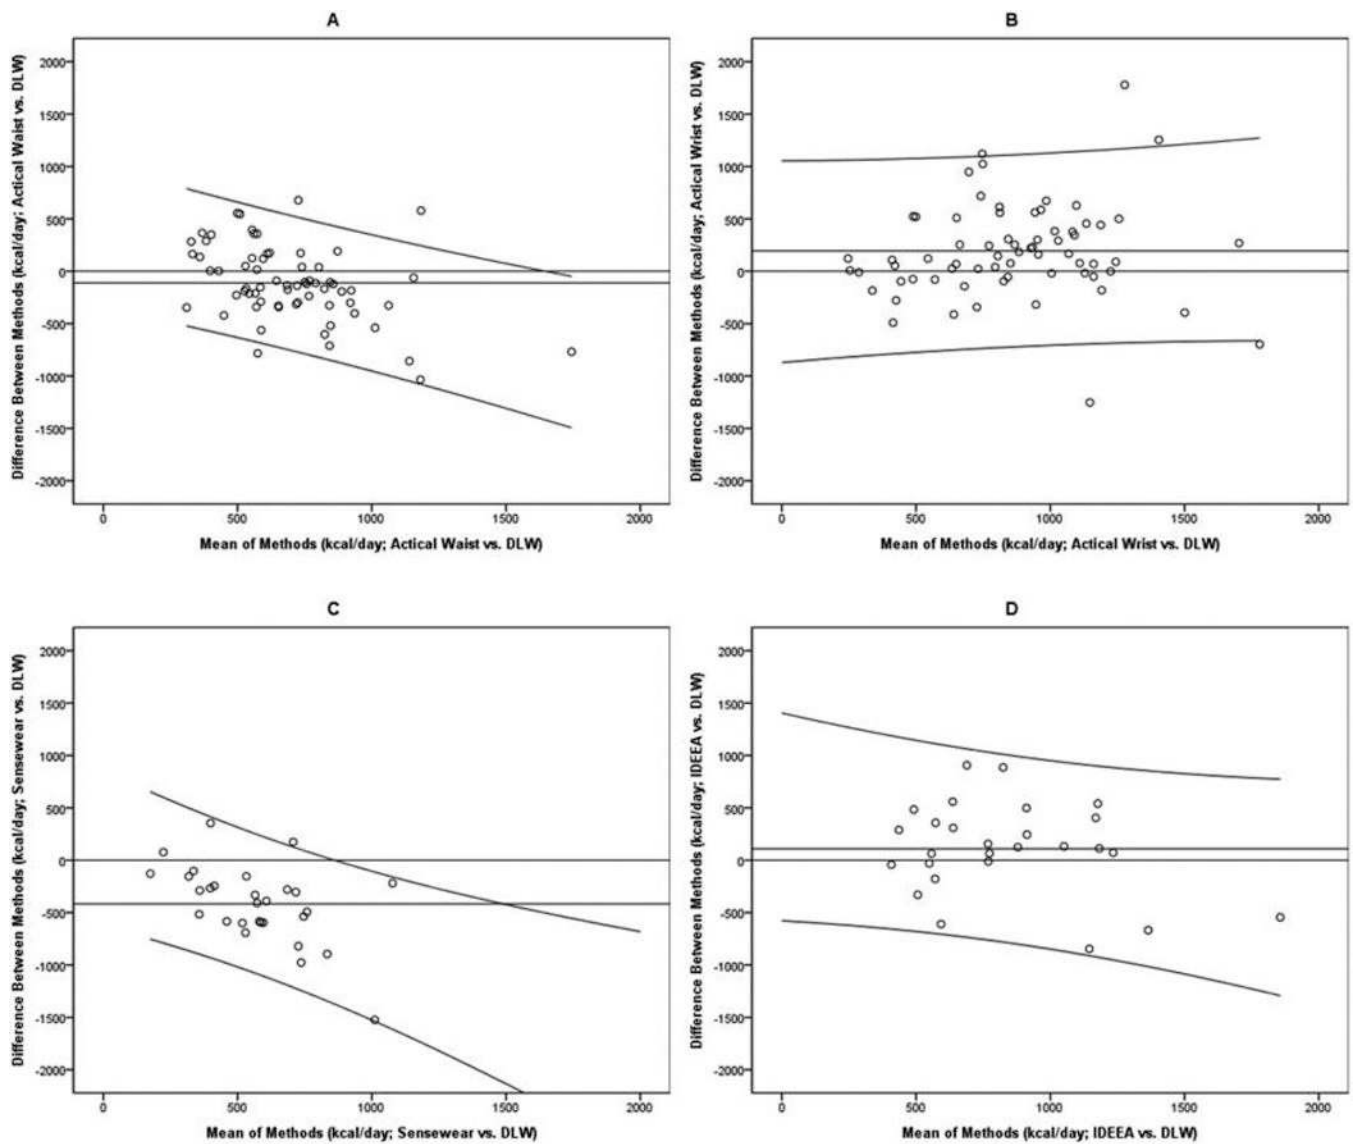 A
Difference Between Methods (kcal/day; Actical Waist vs. DLW)
2000
1500
1000
500
0
-500
-1000
-1500
-2000
0 500 1000 1500 2000
Mean of Methods (kcal/day; Actical Waist vs. DLW)
B
Difference Between Methods (kcal/day; Actical Wrist vs. DLW)
2000
1500
1000
500
0
-500
-1000
-1500
-2000
0 500 1000 1500 2000
Mean of Methods (kcal/day; Actical Wrist vs. DLW)
C
Difference Between Methods (kcal/day; Sensewear vs. DLW)
2000
1500
1000
500
0
-500
-1000
-1500
-2000
0 500 1000 1500 2000
Mean of Methods (kcal/day; Sensewear vs. DLW)
D
Difference Between Methods (kcal/day; IDEEA vs. DLW)
2000
1500
1000
500
0
-500
-1000
-1500
-2000
0 500 1000 1500 2000
Mean of Methods (kcal/day; IDEEA vs. DLW)